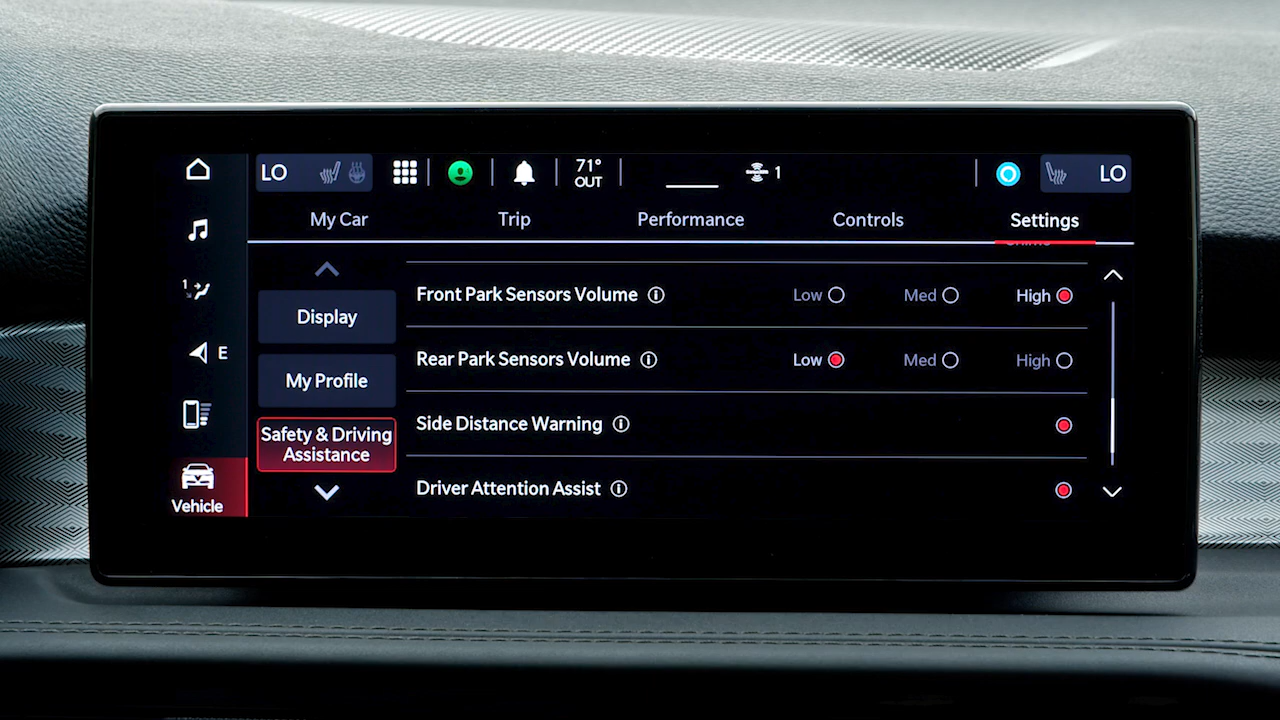 LO
71°
OUT
1
LO
My Car
Trip
Performance
Controls
Settings
1
E
Vehicle
Display
My Profile
Safety & Driving
Assistance
Front Park Sensors Volume
Low
Med
High
Rear Park Sensors Volume
Low
Med
High
Side Distance Warning
Driver Attention Assist